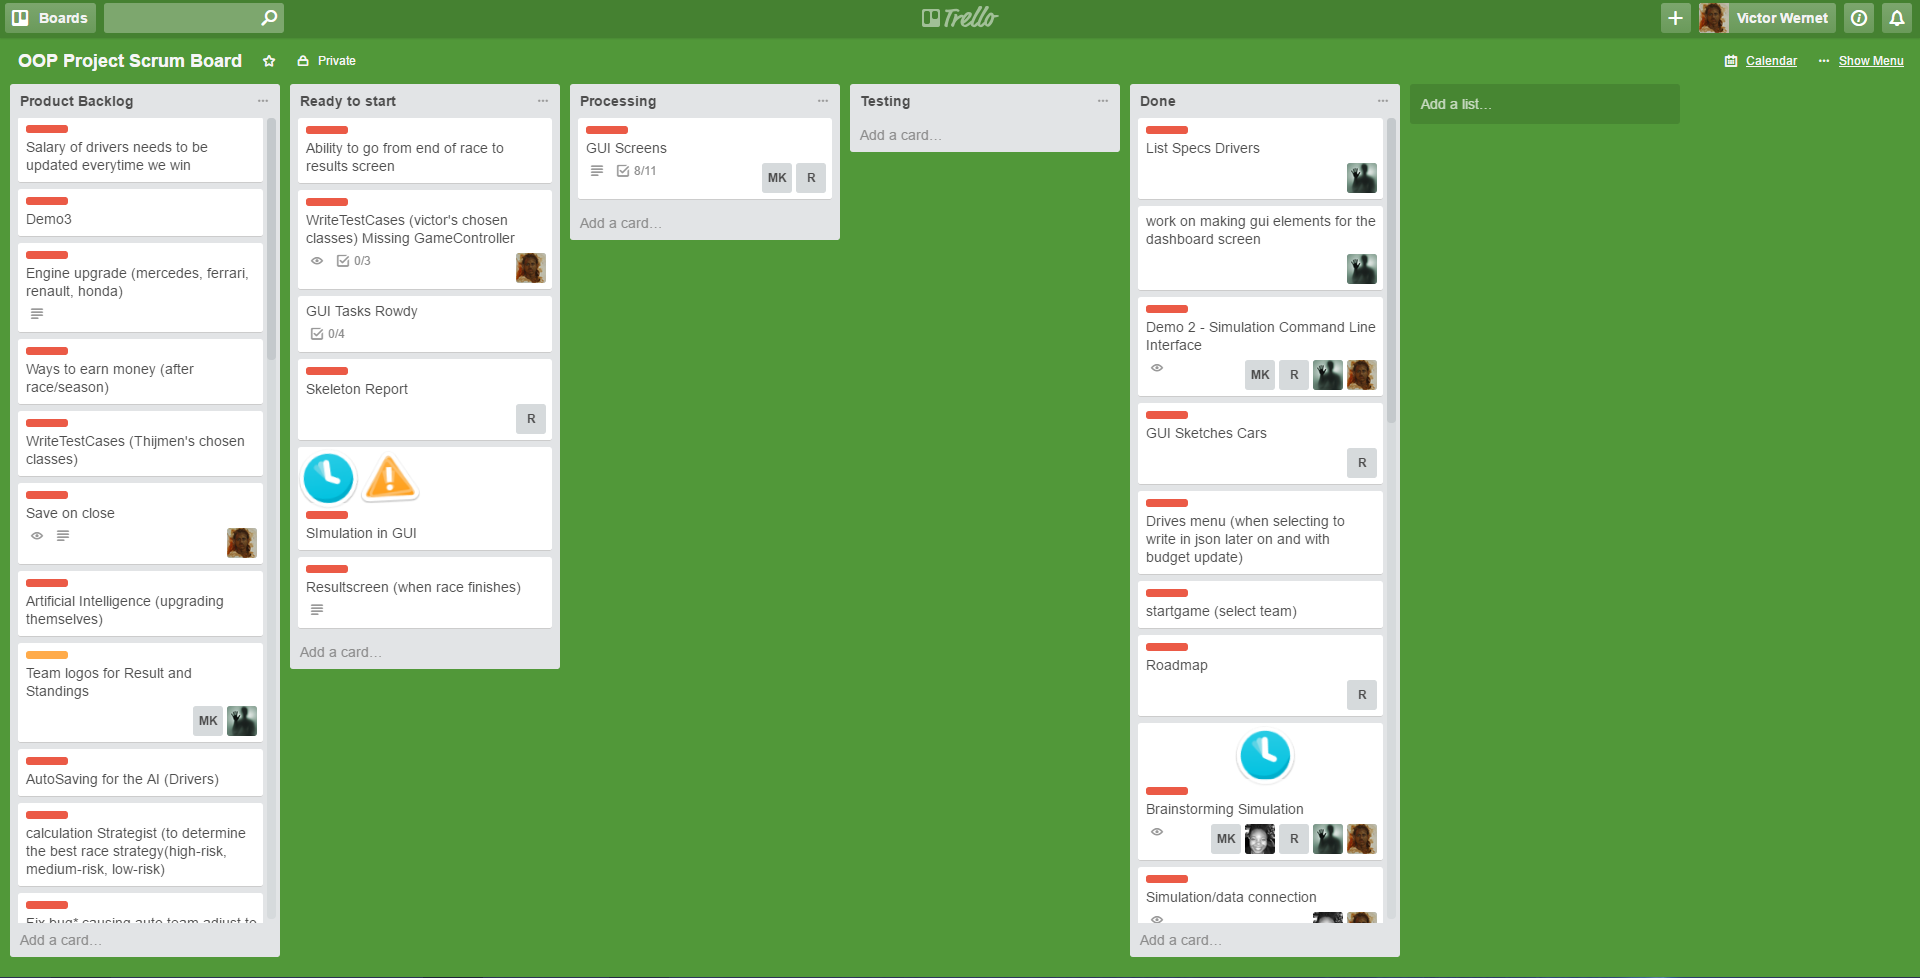 Boards
Trello
Victor Wernet
OOP Project Scrum Board
Private
Calendar
Show Menu
Product Backlog
Salary of drivers needs to be
updated everytime we win
Demo3
Engine upgrade (mercedes, ferrari,
renault, honda)
Ways to earn money (after
race/season)
WriteTestCases (Thijmen's chosen
classes)
Save on close
Artificial Intelligence (upgrading
themselves)
Team logos for Result and
Standings
MK
AutoSaving for the AI (Drivers)
calculation Strategist (to determine
the best race strategy(high-risk,
medium-risk, low-risk)
Fix bug* causing auto team adjust to
Add a card...
Ready to start
Ability to go from end of race to
results screen
WriteTestCases (victor's chosen
classes) Missing GameController
0/3
GUI Tasks Rowdy
0/4
Skeleton Report
R
SImulation in GUI
Resultscreen (when race finishes)
Add a card...
Processing
GUI Screens
8/11
MK R
Add a card...
Testing
Add a card...
Done
List Specs Drivers
work on making gui elements for the
dashboard screen
Demo 2 - Simulation Command Line
Interface
MK R
GUI Sketches Cars
R
Drives menu (when selecting to
write in json later on and with
budget update)
startgame (select team)
Roadmap
R
Brainstorming Simulation
MK R
Simulation/data connection
Add a card...
Add a list...